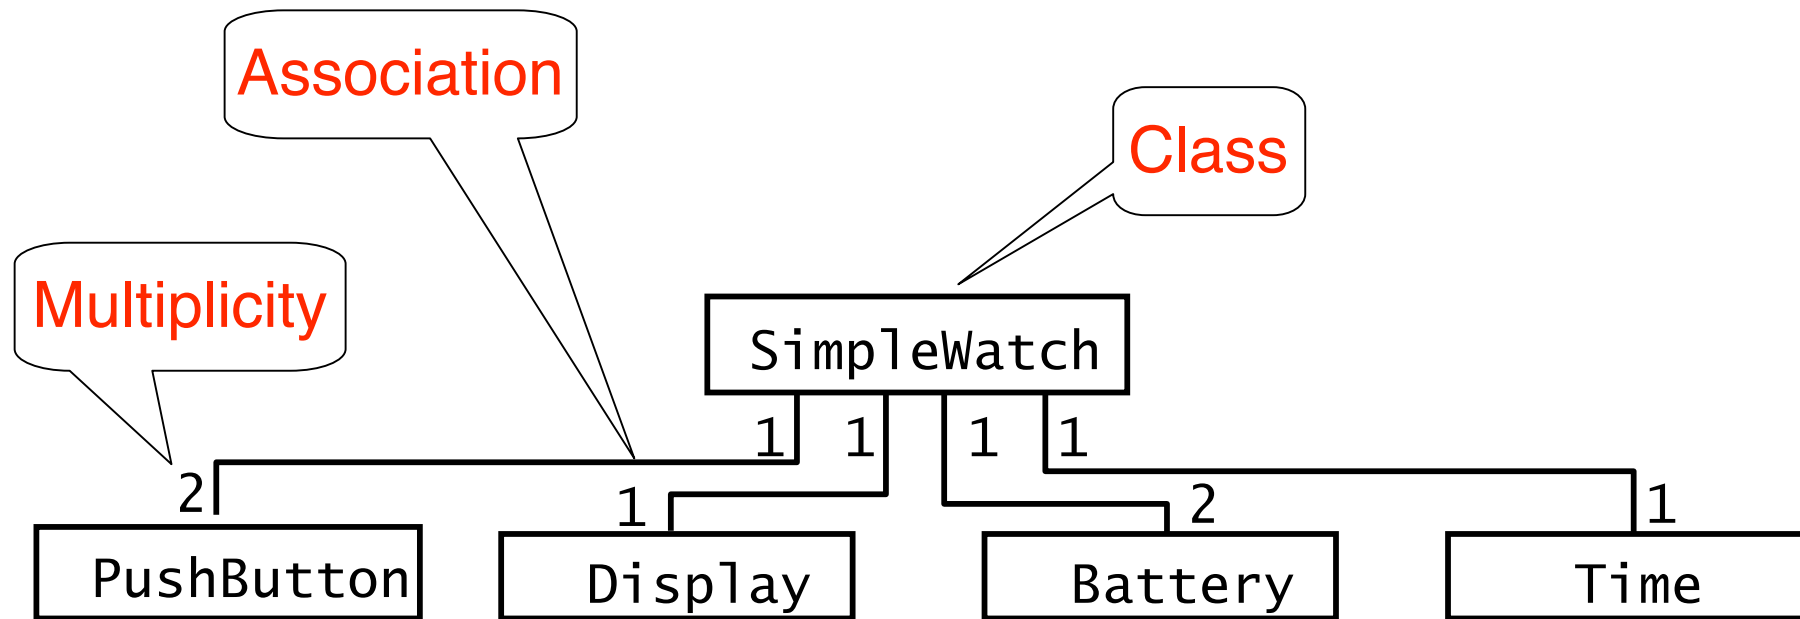 Association
Class
Multiplicity
SimpleWatch
1 1 1 1
2 1 2 1
PushButton Display Battery Time